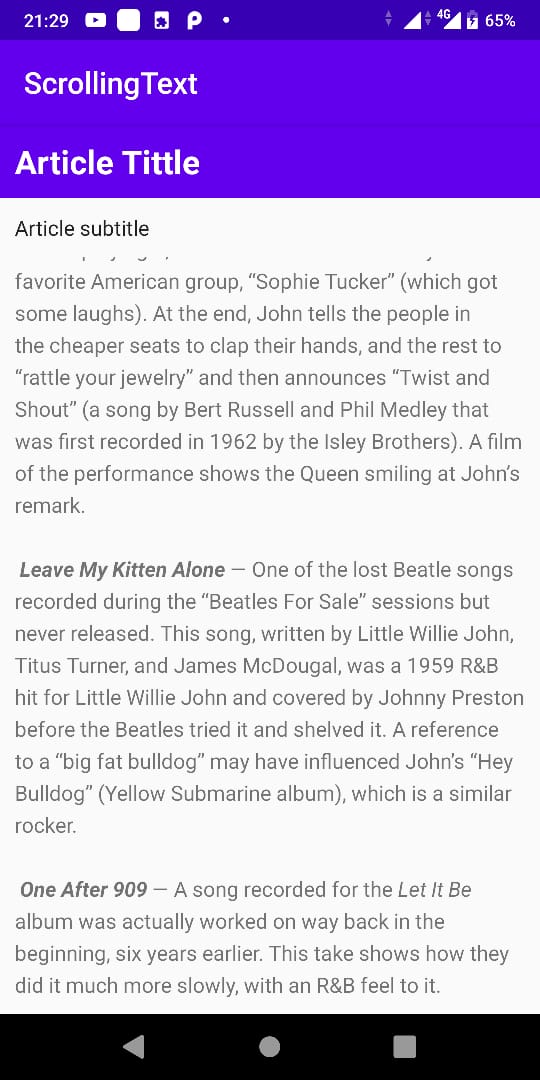 21:29
4G
65%
ScrollingText
Article Tittle
Article subtitle
favorite American group, “Sophie Tucker” (which got
some laughs). At the end, John tells the people in
the cheaper seats to clap their hands, and the rest to
“rattle your jewelry” and then announces “Twist and
Shout” (a song by Bert Russell and Phil Medley that
was first recorded in 1962 by the Isley Brothers). A film
of the performance shows the Queen smiling at John’s
remark.
Leave My Kitten Alone — One of the lost Beatle songs
recorded during the “Beatles For Sale” sessions but
never released. This song, written by Little Willie John,
Titus Turner, and James McDougal, was a 1959 R&B
hit for Little Willie John and covered by Johnny Preston
before the Beatles tried it and shelved it. A reference
to a “big fat bulldog” may have influenced John’s “Hey
Bulldog” (Yellow Submarine album), which is a similar
rocker.
One After 909 — A song recorded for the Let It Be
album was actually worked on way back in the
beginning, six years earlier. This take shows how they
did it much more slowly, with an R&B feel to it.